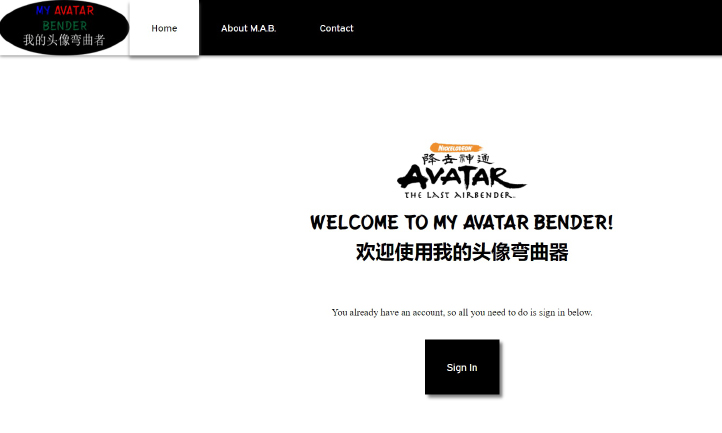 MY AVATAR
BENDER
我的头像弯曲者
Home
About M.A.B.
Contact
NICKELODEON
降去神通
AVATAR
THE LAST AIRBENDER
WELCOME TO MY AVATAR BENDER!
欢迎使用我的头像弯曲器
You already have an account, so all you need to do is sign in below.
Sign In